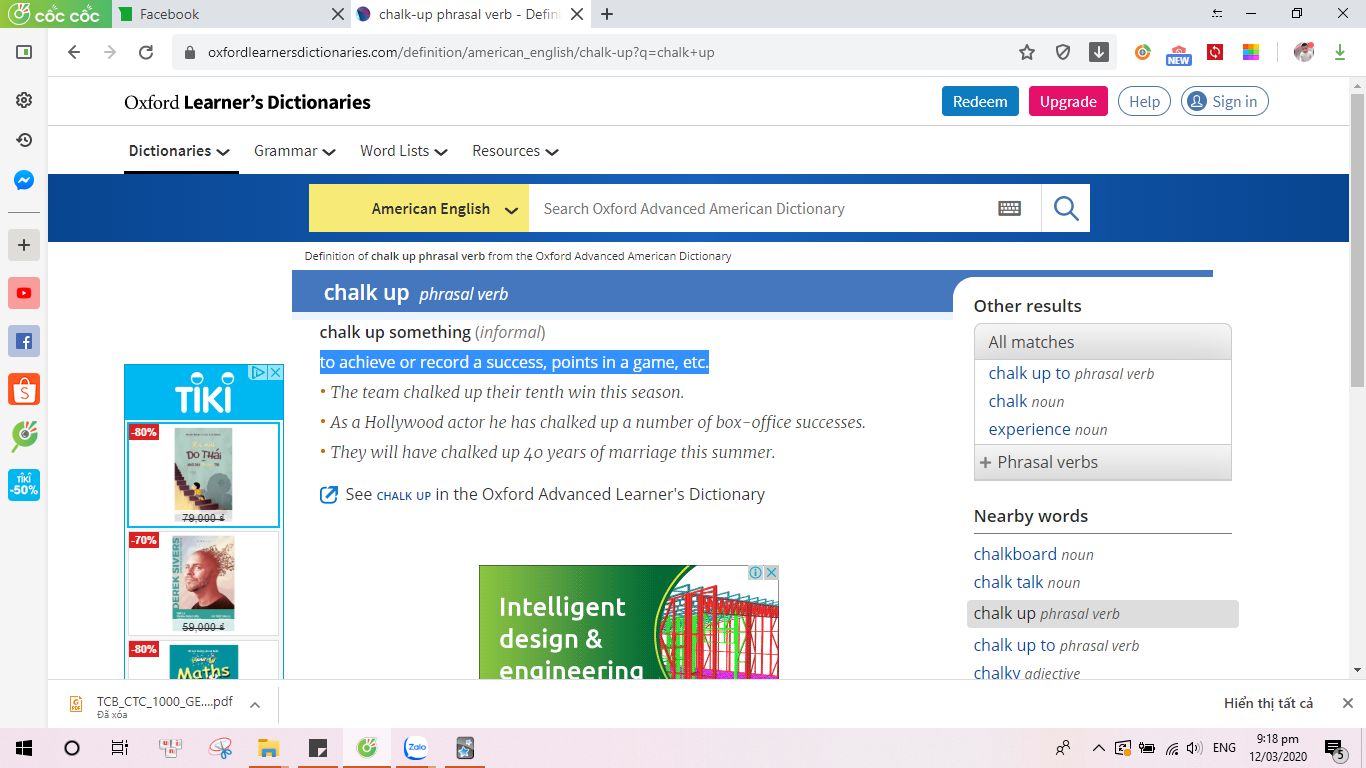 cốc cốc
Facebook
chalk-up phrasal verb - Defin
oxfordlearnersdictionaries.com/definition/american_english/chalk-up?q=chalk+up
NEW
Oxford Learner's Dictionaries
Redeem
Upgrade
Help
Sign in
Dictionaries
Grammar
Word Lists
Resources
American English
Search Oxford Advanced American Dictionary
Definition of chalk up phrasal verb from the Oxford Advanced American Dictionary
chalk up phrasal verb
chalk up something (informal)
to achieve or record a success, points in a game, etc.
• The team chalked up their tenth win this season.
• As a Hollywood actor he has chalked up a number of box-office successes.
• They will have chalked up 40 years of marriage this summer.
See CHALK UP in the Oxford Advanced Learner's Dictionary
Other results
All matches
chalk up to phrasal verb
chalk noun
experience noun
+ Phrasal verbs
Nearby words
chalkboard noun
chalk talk noun
chalk up phrasal verb
chalk up to phrasal verb
chalky adjective
TIKI
-50%
TIKI
-80%
DO THÁI
79,000 ₫
-70%
DEREK SIVERS
59,000 ₫
-80%
Maths
Intelligent
design &
engineering
TCB_CTC_1000_GE....pdf
Đã xóa
Hiển thị tất cả
Zalo
ENG
9:18 pm
12/03/2020
5